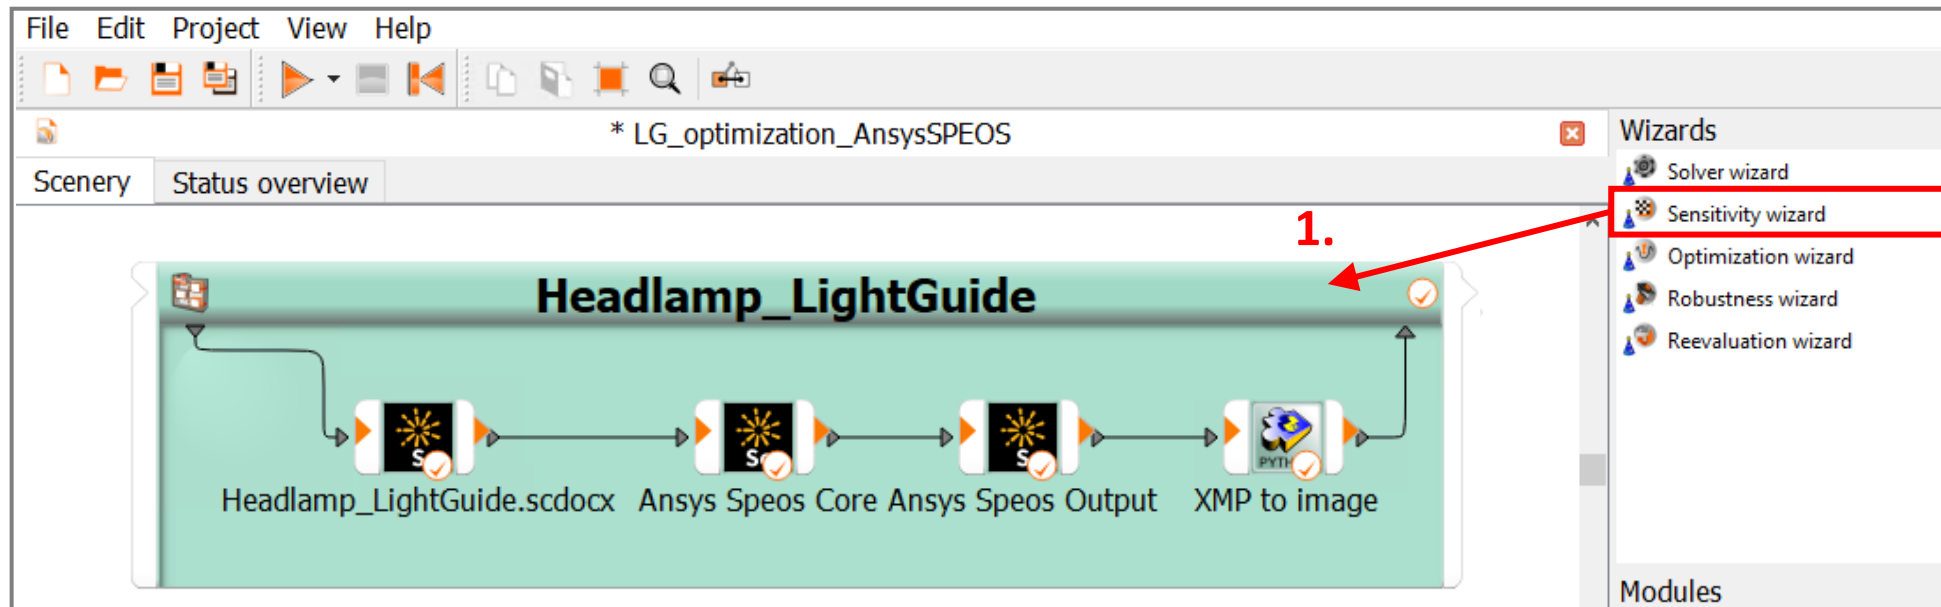 File Edit Project View Help
* LG_optimization_AnsysSPEOS
Wizards
Scenery Status overview
Solver wizard
Sensitivity wizard
1.
Optimization wizard
Headlamp_LightGuide
Robustness wizard
Reevaluation wizard
Headlamp_LightGuide.scdocx Ansys Speos Core Ansys Speos Output XMP to image
Modules